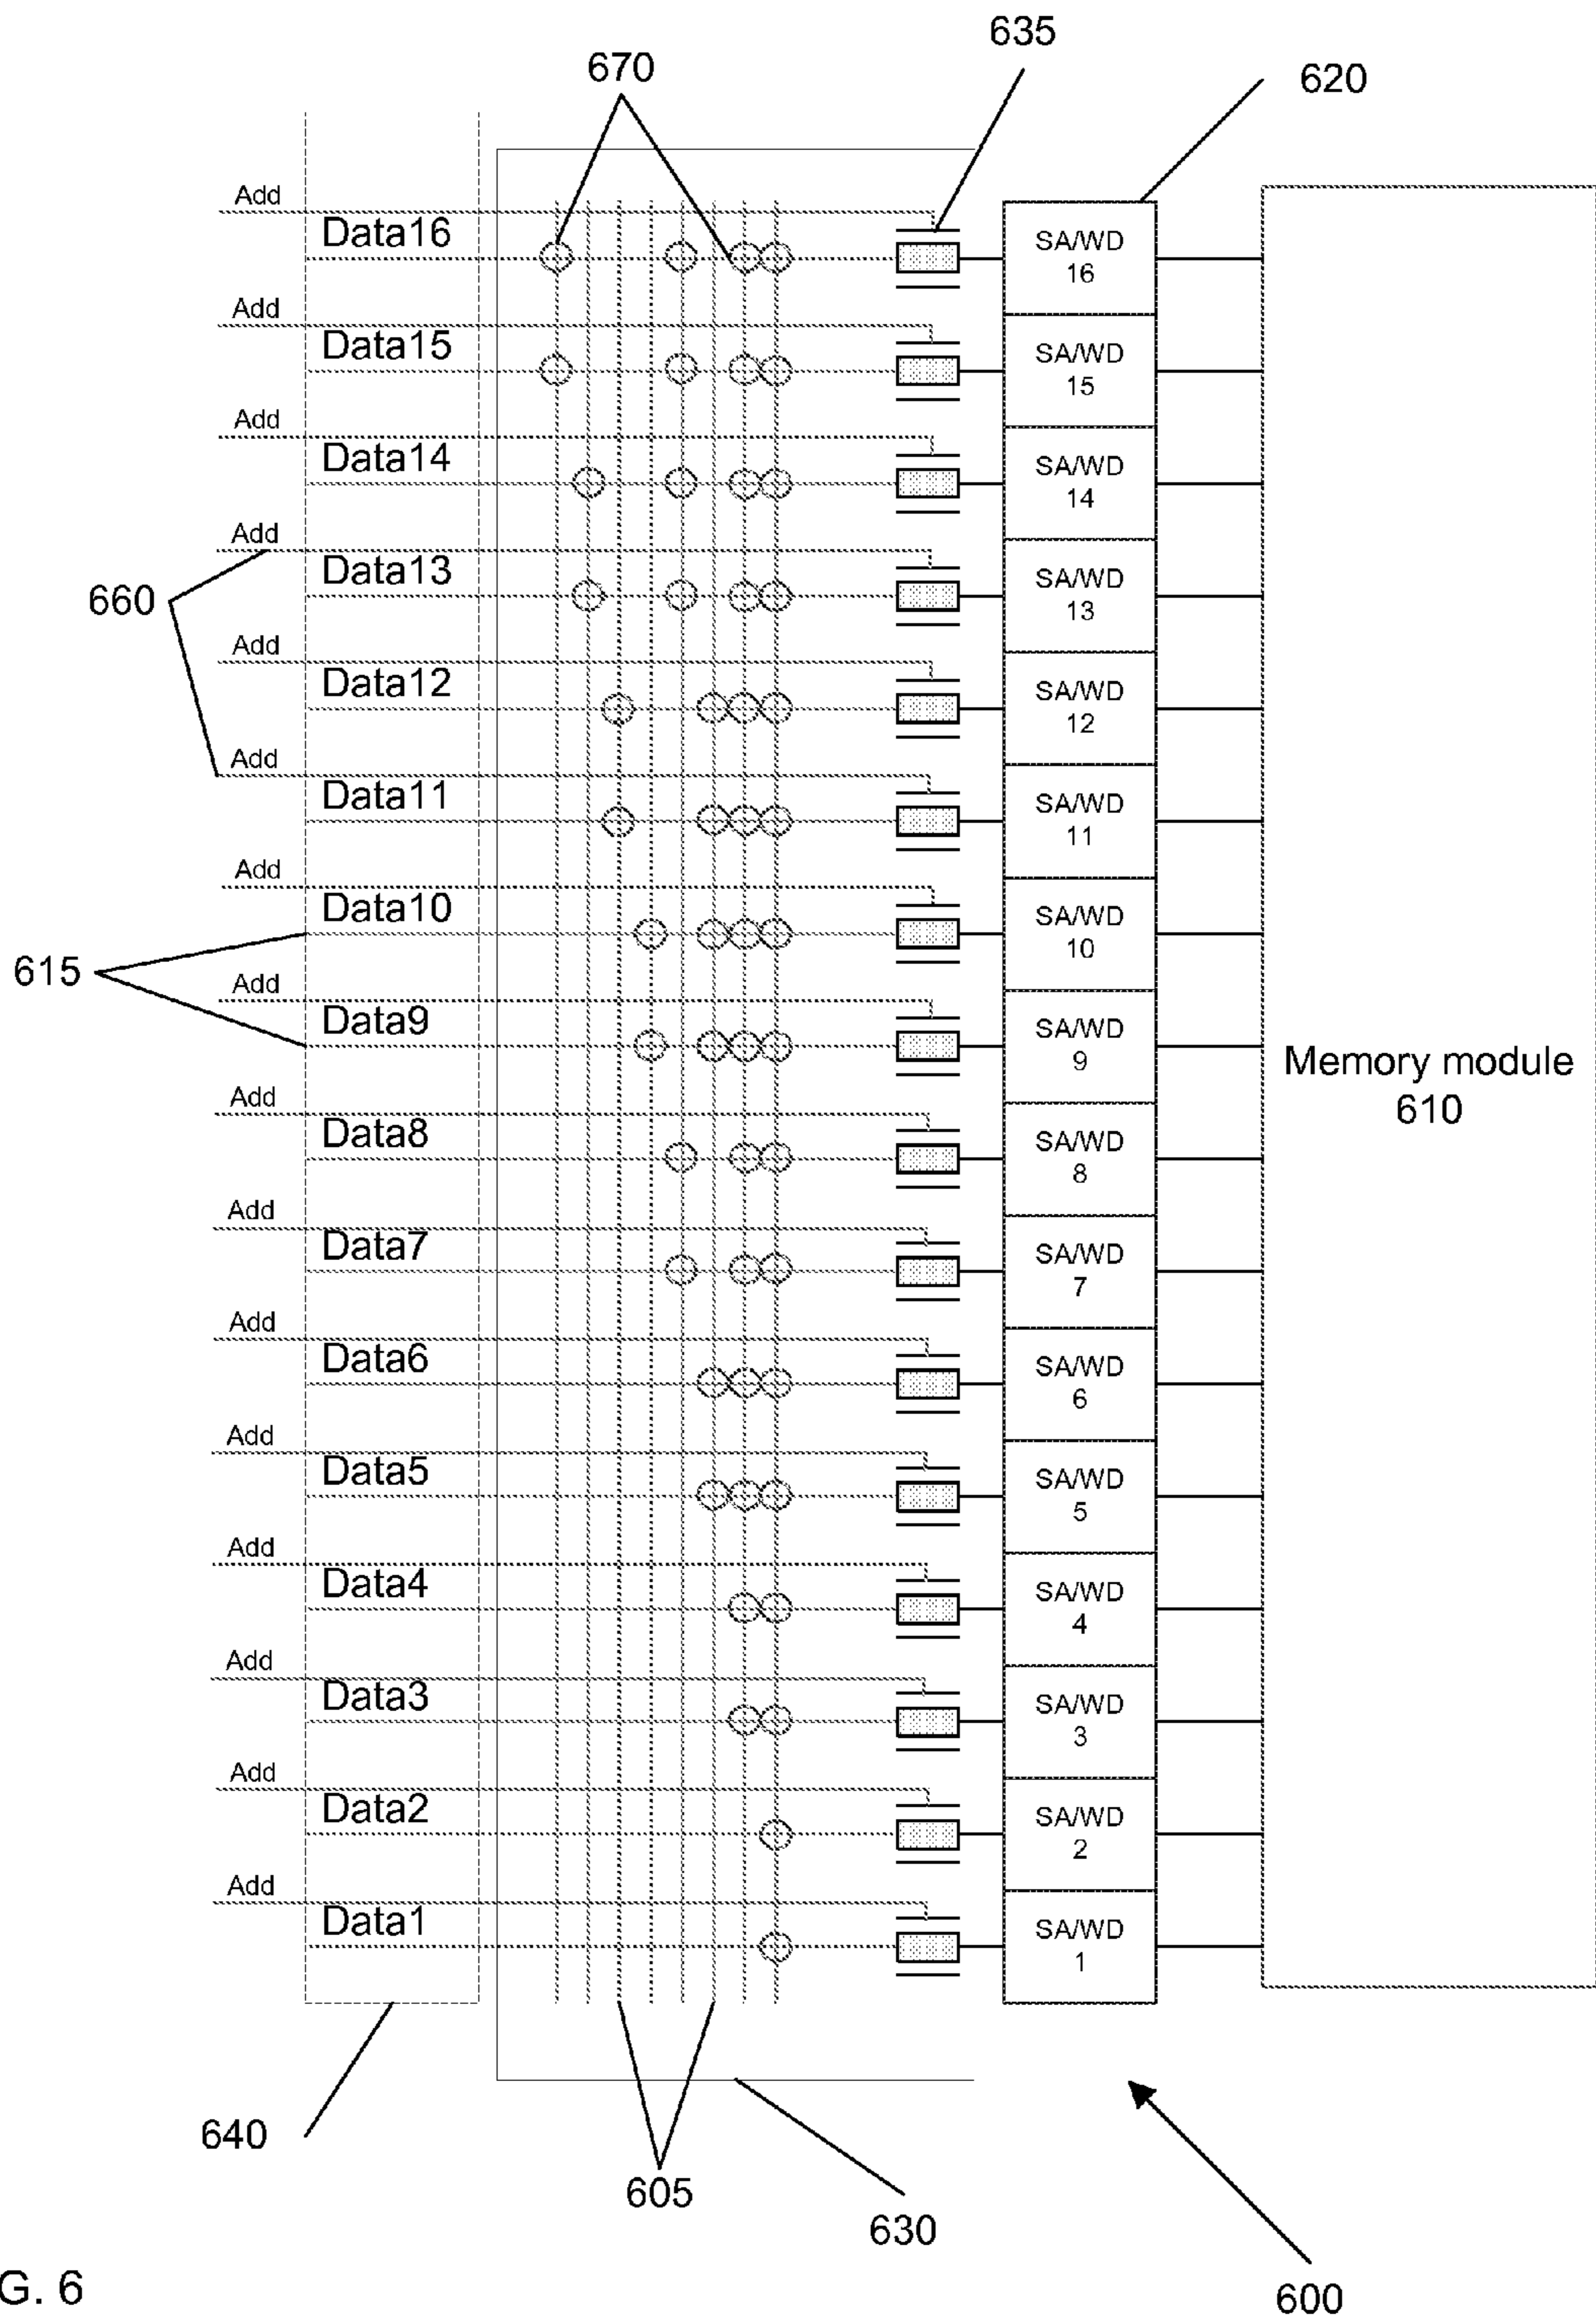 635
670
620
Add
Data16
SA/WD
16
Add
Data15
SA/WD
15
Add
Data14
SA/WD
14
Add
Data13
SA/WD
13
660
Add
Data12
SA/WD
12
Add
Data11
SA/WD
11
Add
Data10
SA/WD
10
615
Add
Data9
SA/WD
9
Memory module
610
Add
Data8
SA/WD
8
Add
Data7
SA/WD
7
Add
Data6
SA/WD
6
Add
Data5
SA/WD
5
Add
Data4
SA/WD
4
Add
Data3
SA/WD
3
Add
Data2
SA/WD
2
Add
Data1
SA/WD
1
640
605
630
600
G. 6